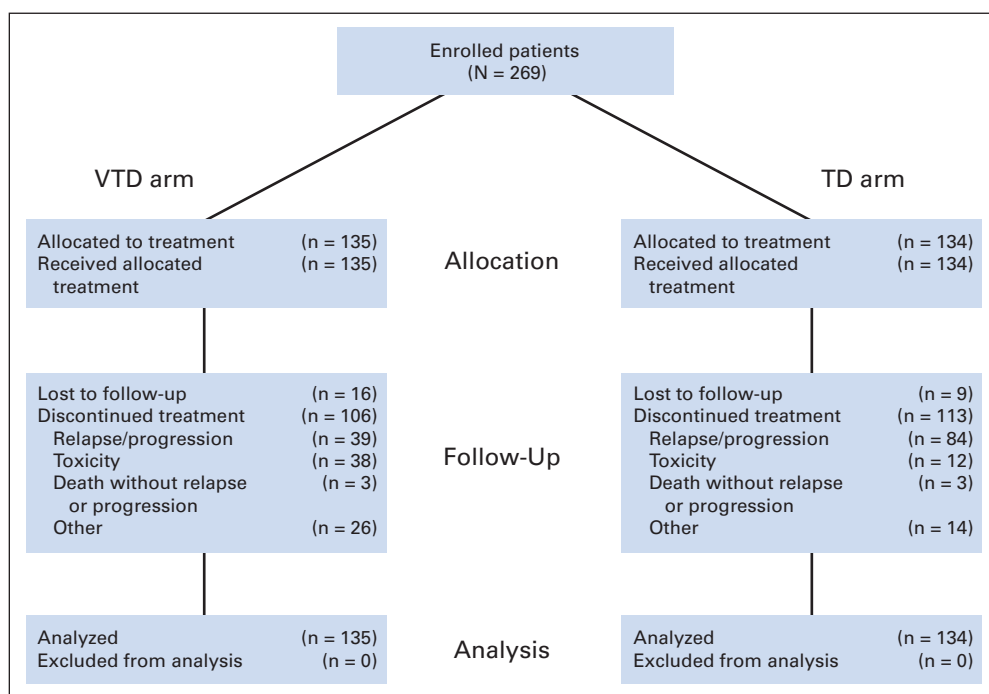 Enrolled patients
(N = 269)
VTD arm
TD arm
Allocated to treatment (n = 135)
Received allocated (n = 135)
treatment
Allocation
Allocated to treatment (n = 134)
Received allocated (n = 134)
treatment
Lost to follow-up (n = 16)
Discontinued treatment (n = 106)
Relapse/progression (n = 39)
Toxicity (n = 38)
Death without relapse (n = 3)
or progression
Other (n = 26)
Follow-Up
Lost to follow-up (n = 9)
Discontinued treatment (n = 113)
Relapse/progression (n = 84)
Toxicity (n = 12)
Death without relapse (n = 3)
or progression
Other (n = 14)
Analyzed (n = 135)
Excluded from analysis (n = 0)
Analysis
Analyzed (n = 134)
Excluded from analysis (n = 0)